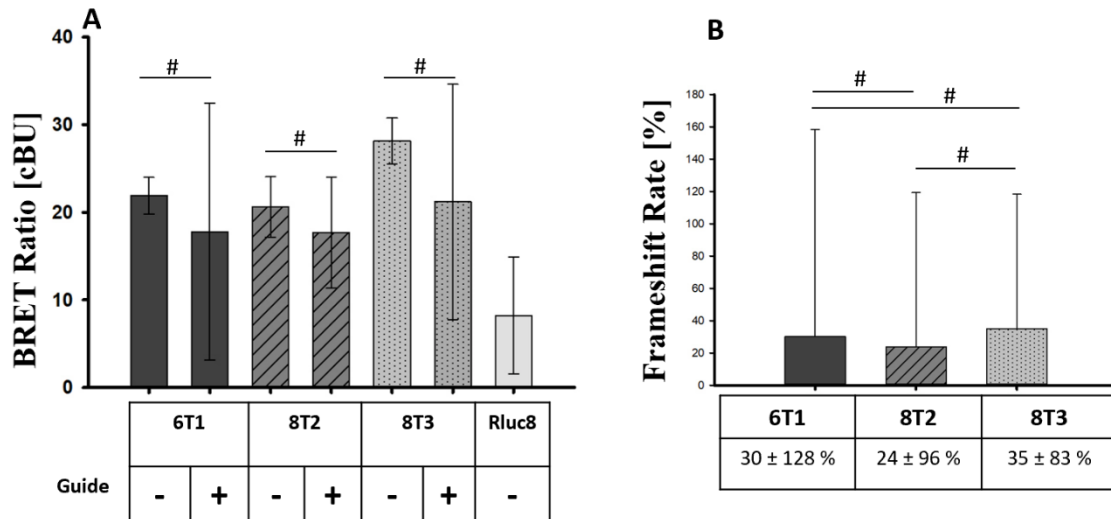 A
BRET Ratio [cBU]
40
30
20
10
0
#
#
#
6T1 8T2 8T3 Rluc8
Guide - + - + - + -
B
Frameshift Rate [%]
180
160
140
120
100
80
60
40
20
0
#
#
#
6T1 8T2 8T3
30 ± 128 % 24 ± 96 % 35 ± 83 %